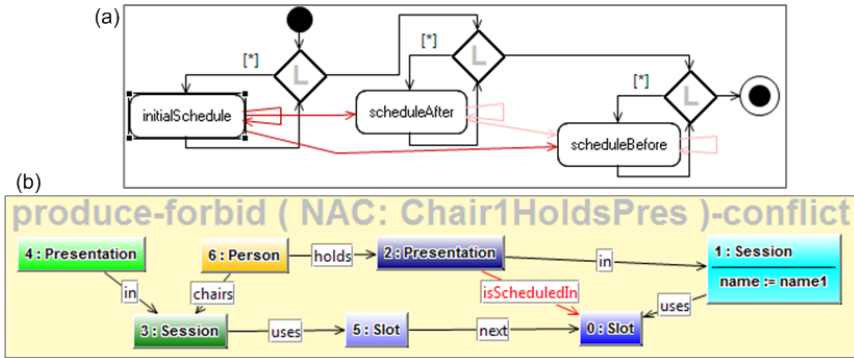 (a)
[*]
[*]
[*]
L
L
L
initialSchedule
scheduleAfter
scheduleBefore
(b)
produce-forbid ( NAC: Chair1HoldsPres )-conflict
4 : Presentation
6 : Person
holds
2 : Presentation
in
1 : Session
name := name1
in
chairs
isScheduledIn
uses
3 : Session
uses
5 : Slot
next
0 : Slot